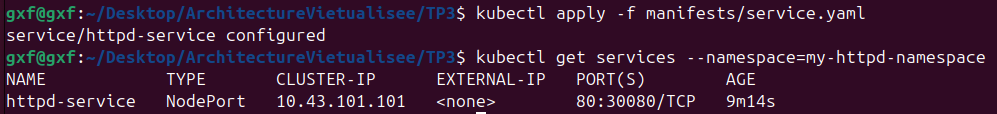 gxf@gxf:~/Desktop/ArchitectureVietualisee/TP3$ kubectl apply -f manifests/service.yaml
service/httpd-service configured
gxf@gxf:~/Desktop/ArchitectureVietualisee/TP3$ kubectl get services --namespace=my-httpd-namespace
NAME            TYPE       CLUSTER-IP      EXTERNAL-IP   PORT(S)        AGE
httpd-service   NodePort   10.43.101.101   <none>        80:30080/TCP   9m14s